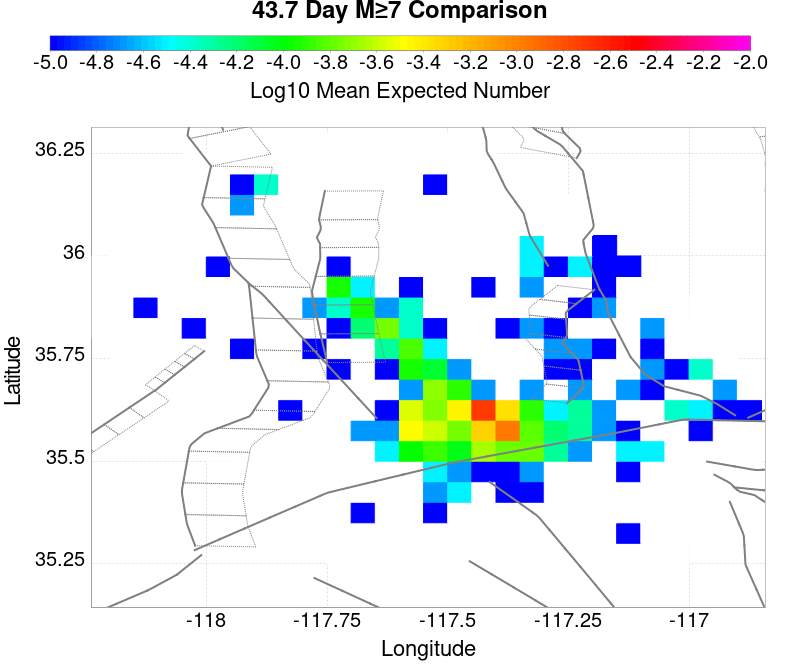 43.7 Day M≥7 Comparison
-5.0 -4.8 -4.6 -4.4 -4.2 -4.0 -3.8 -3.6 -3.4 -3.2 -3.0 -2.8 -2.6 -2.4 -2.2 -2.0
Log10 Mean Expected Number
36.25
36
35.75
35.5
35.25
Latitude
-118 -117.75 -117.5 -117.25 -117
Longitude